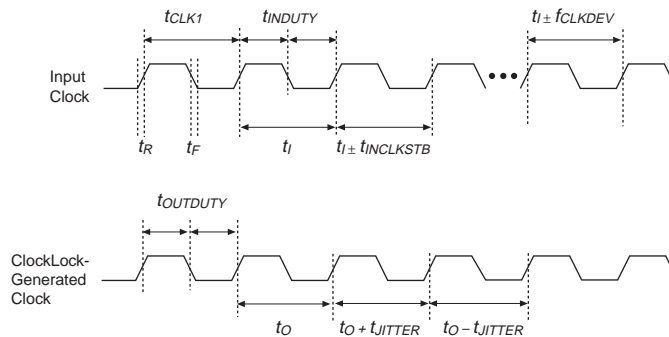 tCLK1 tINDUTY tI ± fCLKDEV
Input
Clock
tR tF tI tI ± tINCLKSTB
tOUTDUTY
ClockLock-
Generated
Clock
tO tO + tJITTER tO – tJITTER